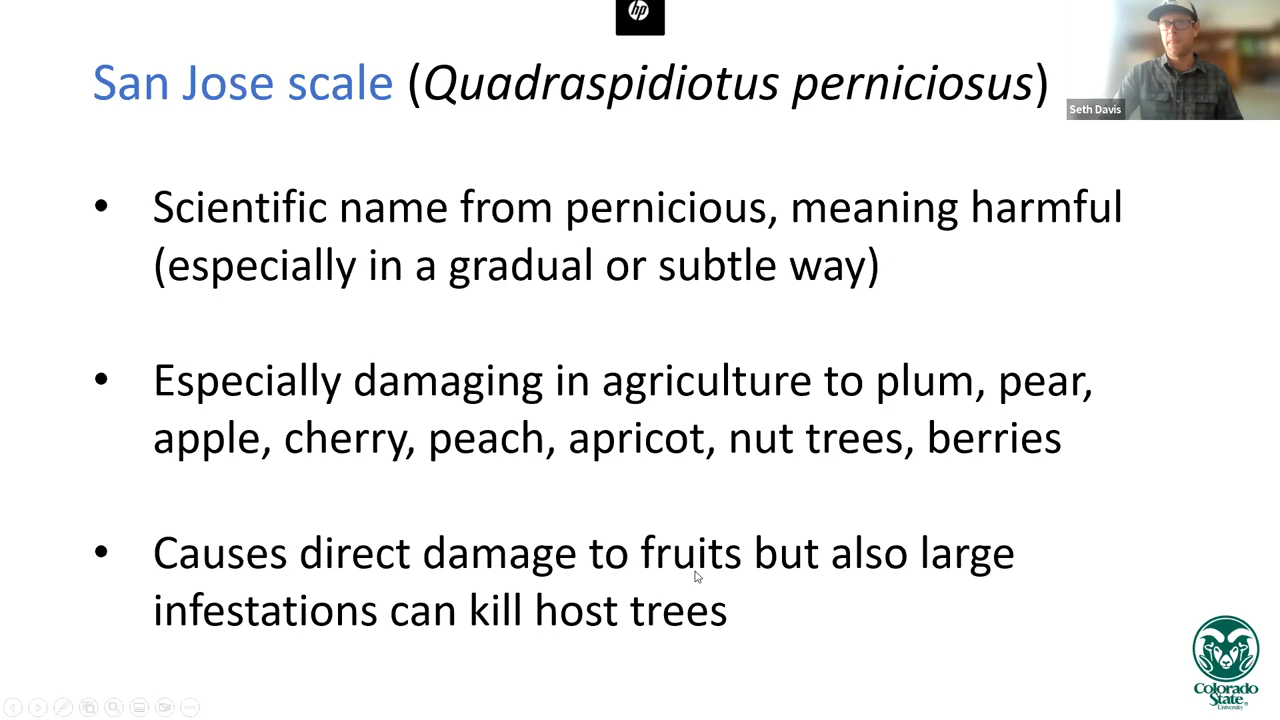 hp
San Jose scale (Quadraspidiotus perniciosus)
Seth Davis
• Scientific name from pernicious, meaning harmful
(especially in a gradual or subtle way)
• Especially damaging in agriculture to plum, pear,
apple, cherry, peach, apricot, nut trees, berries
• Causes direct damage to fruits but also large
infestations can kill host trees
Colorado
State
University